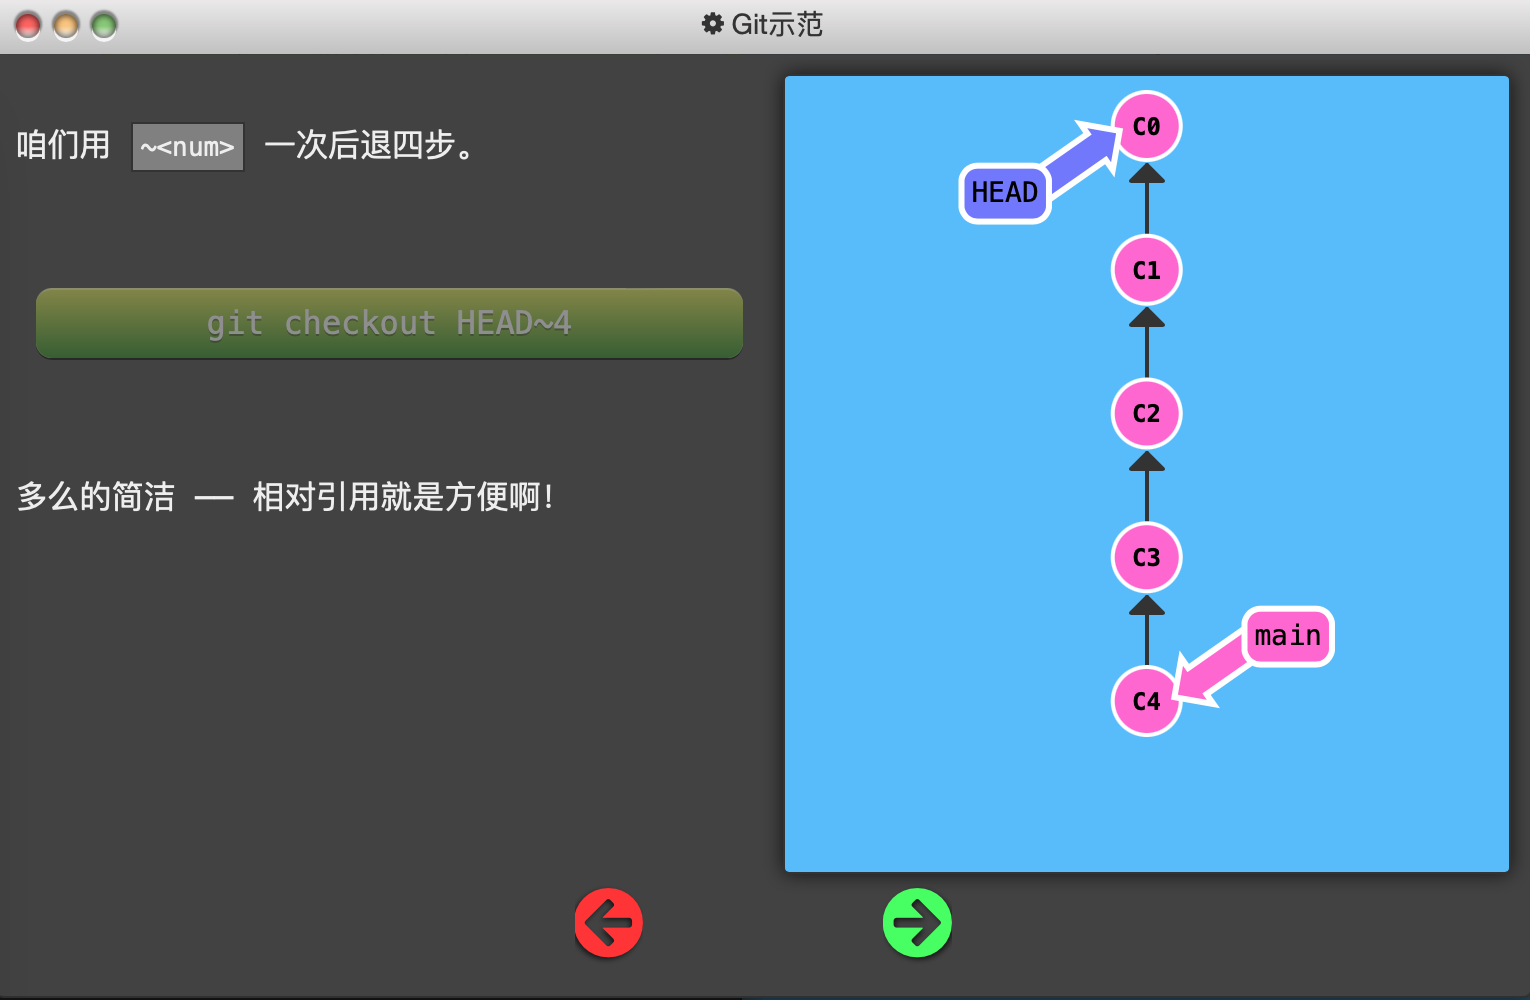 Git示范
咱们用 ~<num> 一次后退四步。
git checkout HEAD~4
多么的简洁 —— 相对引用就是方便啊！
C0
HEAD
C1
C2
C3
main
C4